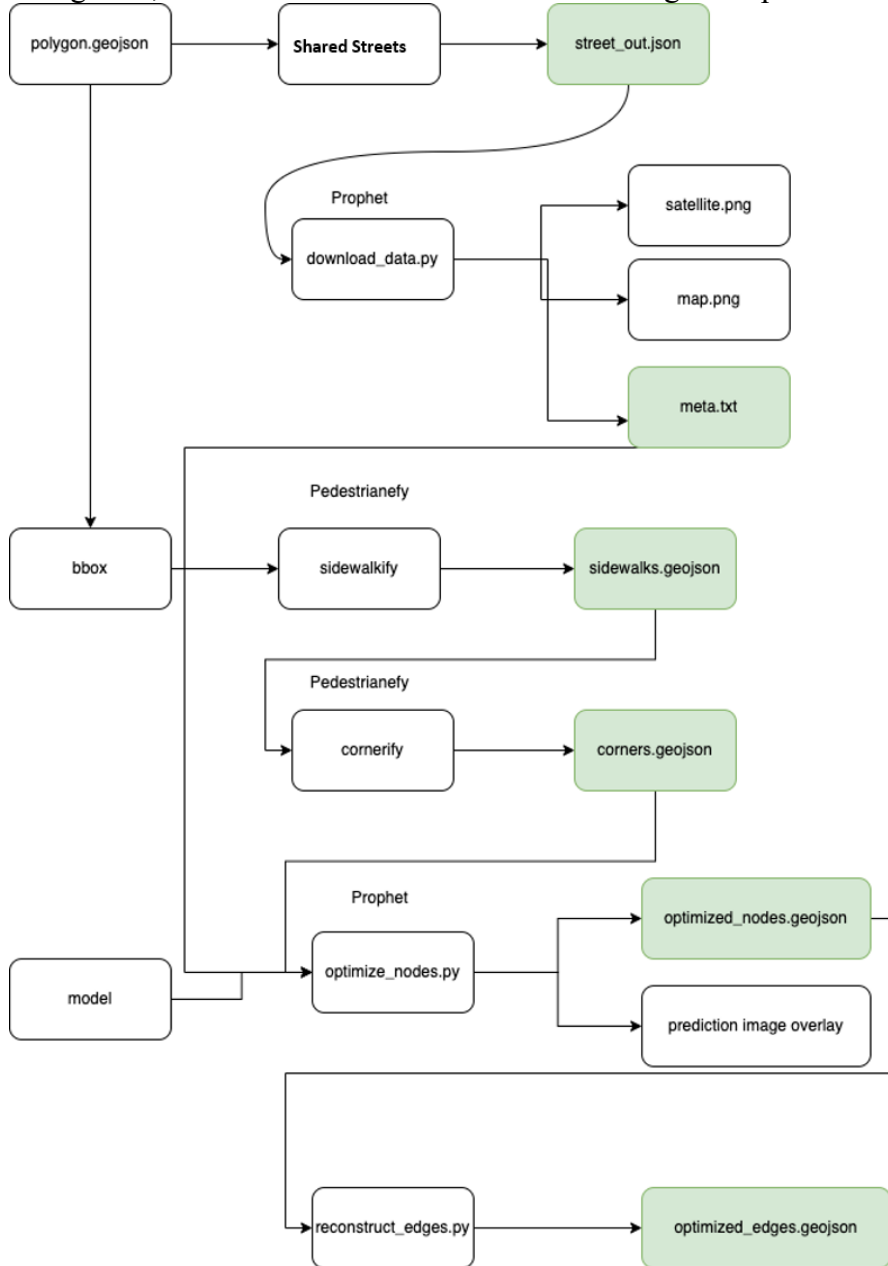 polygon.geojson
Shared Streets
street_out.json
Prophet
satellite.png
download_data.py
map.png
meta.txt
Pedestrianefy
bbox
sidewalkify
sidewalks.geojson
Pedestrianefy
cornerify
corners.geojson
Prophet
optimized_nodes.geojson
optimize_nodes.py
model
prediction image overlay
reconstruct_edges.py
optimized_edges.geojson